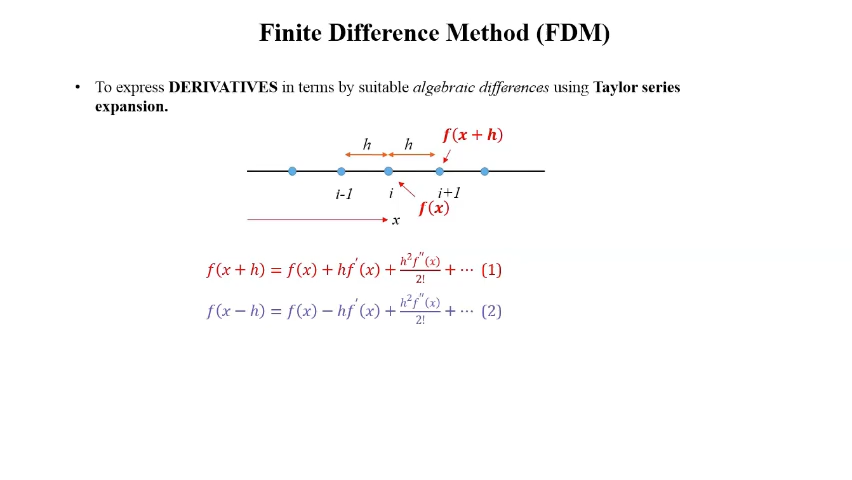 Finite Difference Method (FDM)
• To express DERIVATIVES in terms by suitable algebraic differences using Taylor series
expansion.
h h f(x + h)
i-1 i i+1
f(x)
x
f(x + h) = f(x) + hf′(x) + h²f″(x)/2! + ⋯ (1)
f(x − h) = f(x) − hf′(x) + h²f″(x)/2! + ⋯ (2)